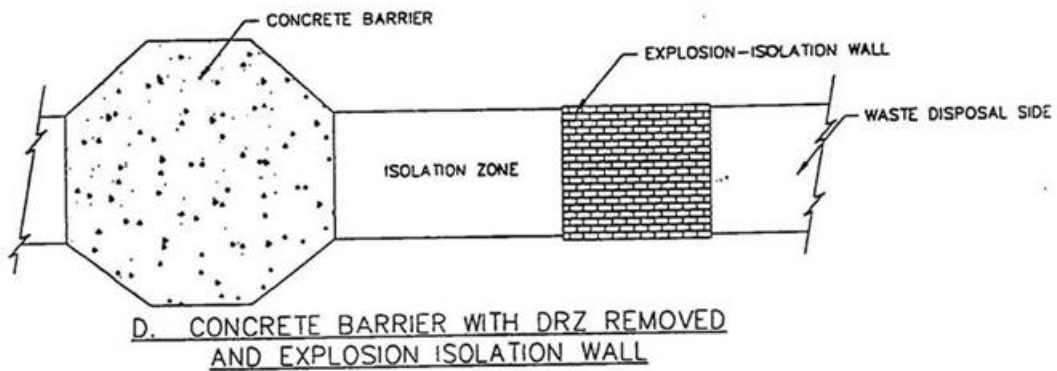 CONCRETE BARRIER
EXPLOSION-ISOLATION WALL
WASTE DISPOSAL SIDE
ISOLATION ZONE
D. CONCRETE BARRIER WITH DRZ REMOVED
AND EXPLOSION ISOLATION WALL